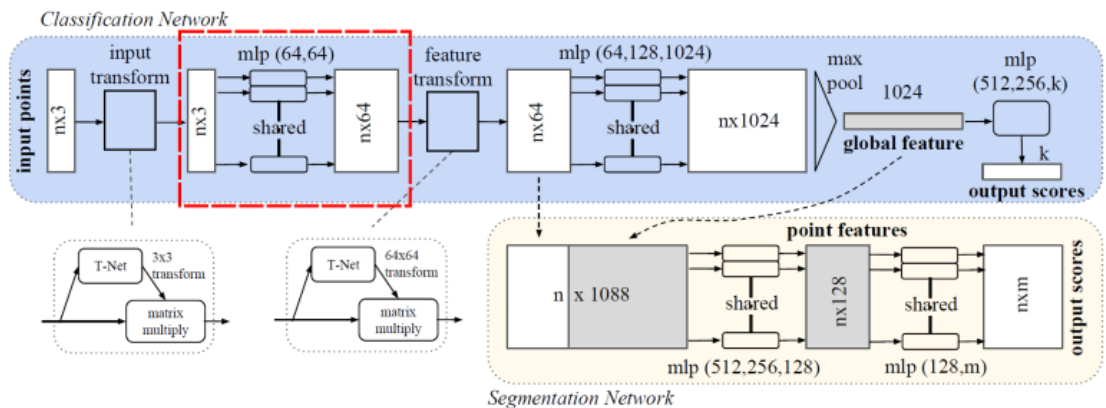 Classification Network
input points
nx3
input
transform
nx3
mlp (64,64)
shared
nx64
feature
transform
nx64
mlp (64,128,1024)
shared
nx1024
max
pool
1024
global feature
mlp
(512,256,k)
k
output scores
T-Net
3x3
transform
matrix
multiply
T-Net
64x64
transform
matrix
multiply
point features
n x 1088
shared
mlp (512,256,128)
nx128
shared
mlp (128,m)
nxm
output scores
Segmentation Network